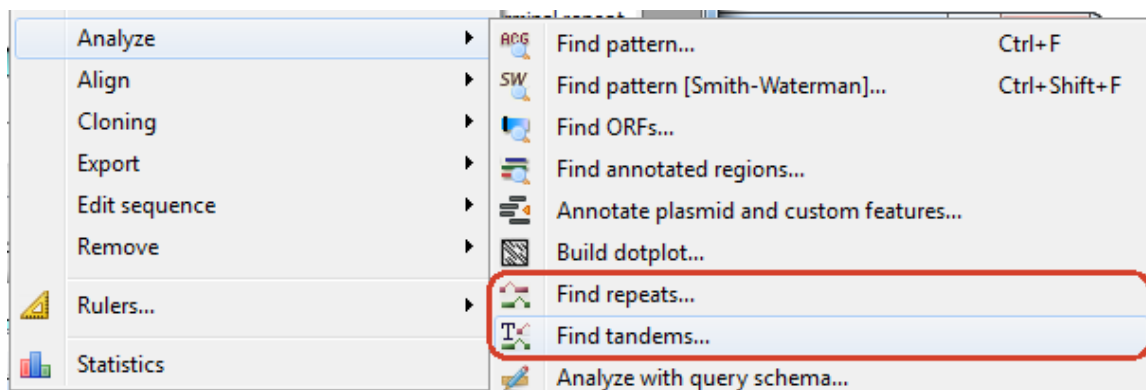 Analyze
Align
Cloning
Export
Edit sequence
Remove
Rulers...
Statistics
ACG Find pattern... Ctrl+F
SW Find pattern [Smith-Waterman]... Ctrl+Shift+F
Find ORFs...
Find annotated regions...
Annotate plasmid and custom features...
Build dotplot...
Find repeats...
T Find tandems...
Analyze with query schema...